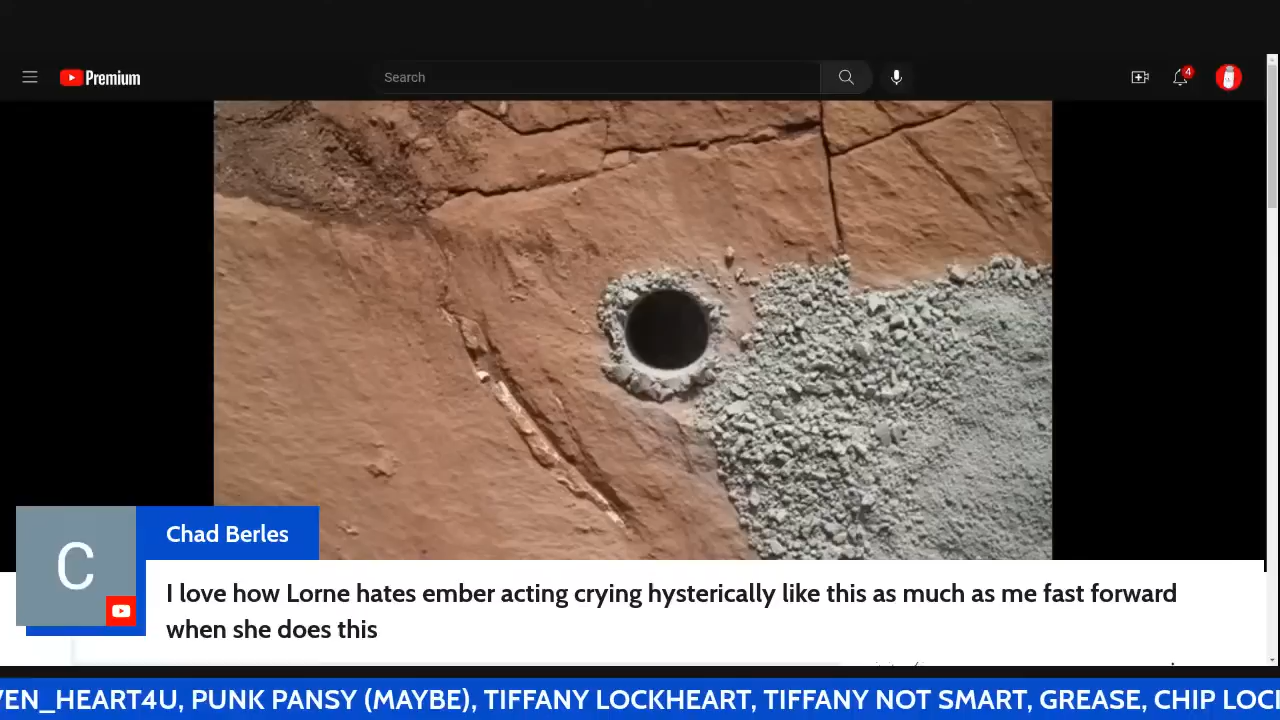 Premium
Search
4
Chad Berles
C
I love how Lorne hates ember acting crying hysterically like this as much as me fast forward
when she does this
VEN_HEART4U, PUNK PANSY (MAYBE), TIFFANY LOCKHEART, TIFFANY NOT SMART, GREASE, CHIP LOC